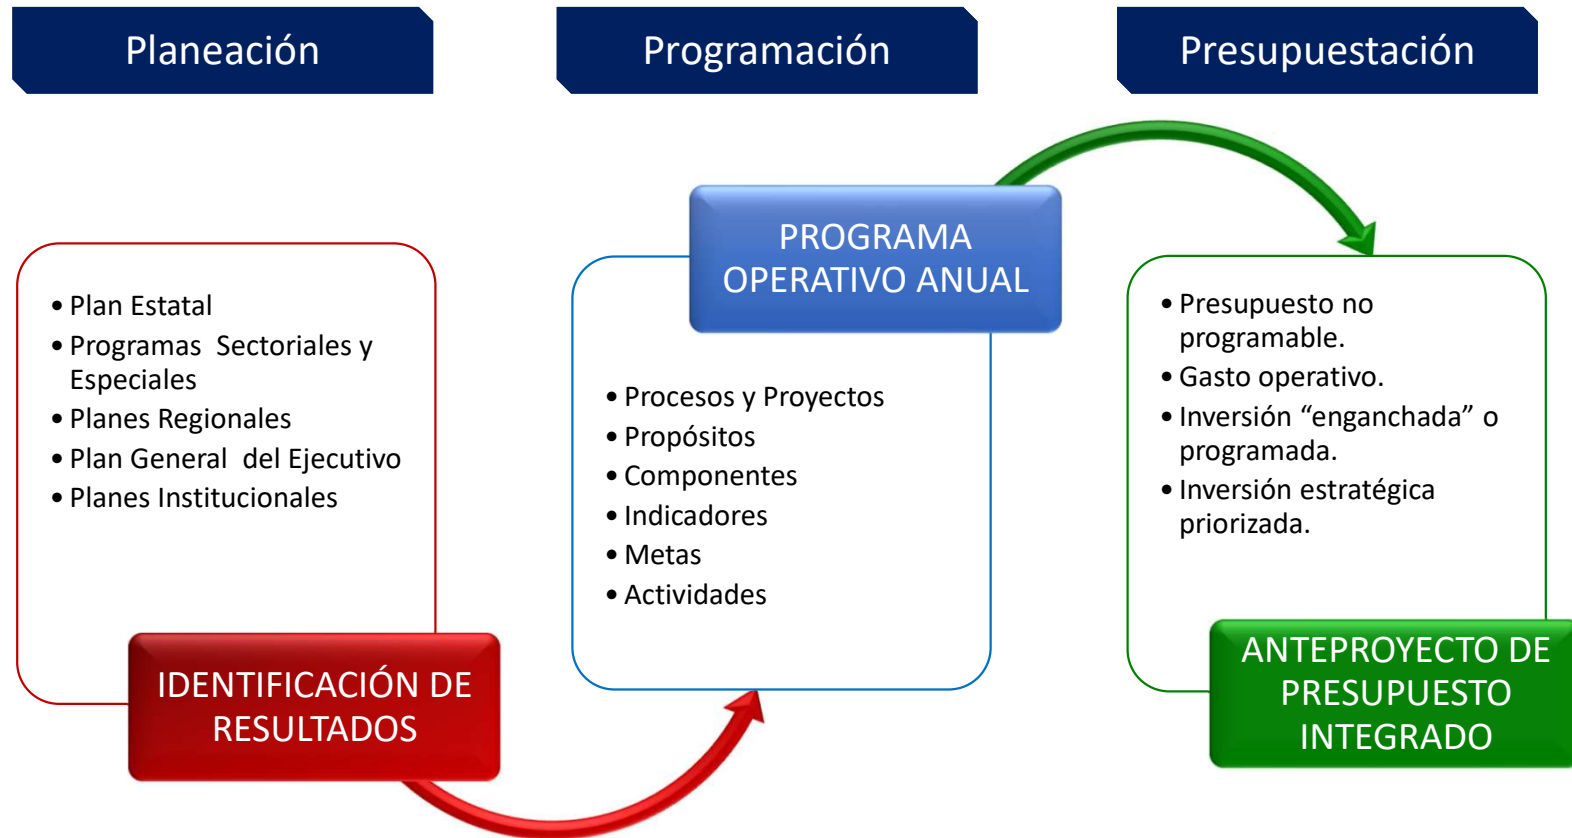 Planeación
Programación
Presupuestación
• Plan Estatal
• Programas Sectoriales y
Especiales
• Planes Regionales
• Plan General del Ejecutivo
• Planes Institucionales
IDENTIFICACIÓN DE
RESULTADOS
PROGRAMA
OPERATIVO ANUAL
• Procesos y Proyectos
• Propósitos
• Componentes
• Indicadores
• Metas
• Actividades
• Presupuesto no
programable.
• Gasto operativo.
• Inversión “enganchada” o
programada.
• Inversión estratégica
priorizada.
ANTEPROYECTO DE
PRESUPUESTO
INTEGRADO